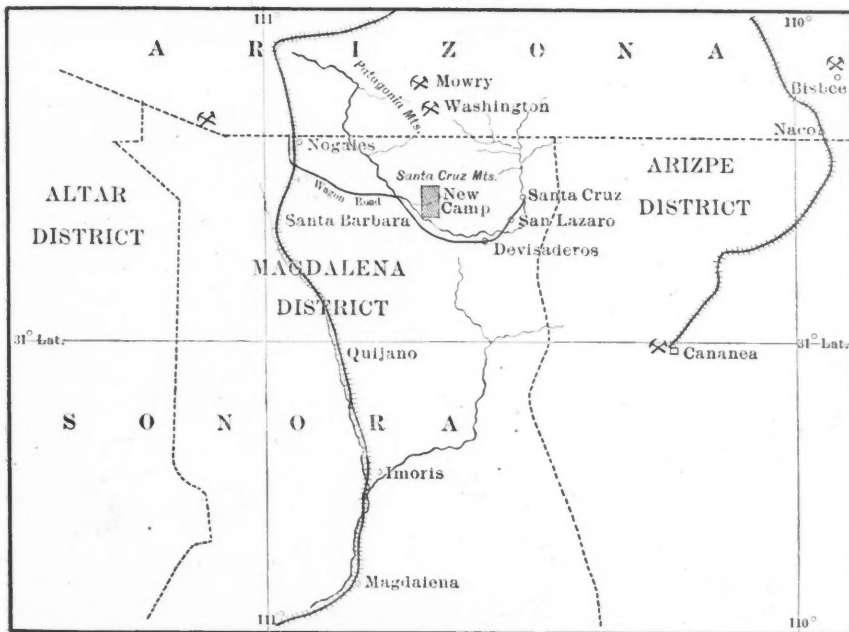 111° 110°
ARIZONA
Patagonia Mts.
Mowry
Washington
Bisbee
Naco
Nogales
Santa Cruz Mts.
ARIZPE
DISTRICT
ALTAR
DISTRICT
Wagon Road
New
Camp
Santa Cruz
Santa Barbara
San Lazaro
Devisaderos
MAGDALENA
DISTRICT
31° Lat. 31° Lat.
Quijano
Cananea
SONORA
Imoris
Magdalena
111° 110°